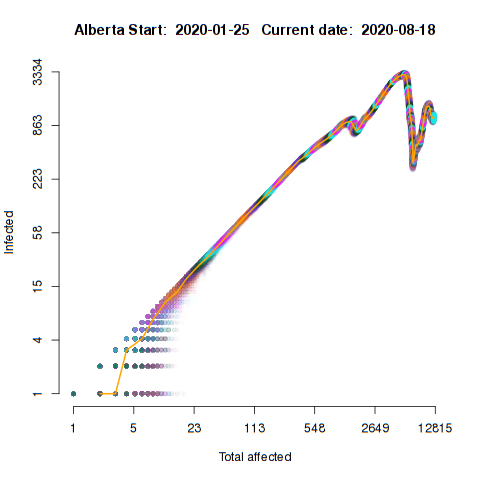 Alberta Start: 2020-01-25 Current date: 2020-08-18
3334
863
223
58
15
4
1
Infected
1 5 23 113 548 2649 12815
Total affected